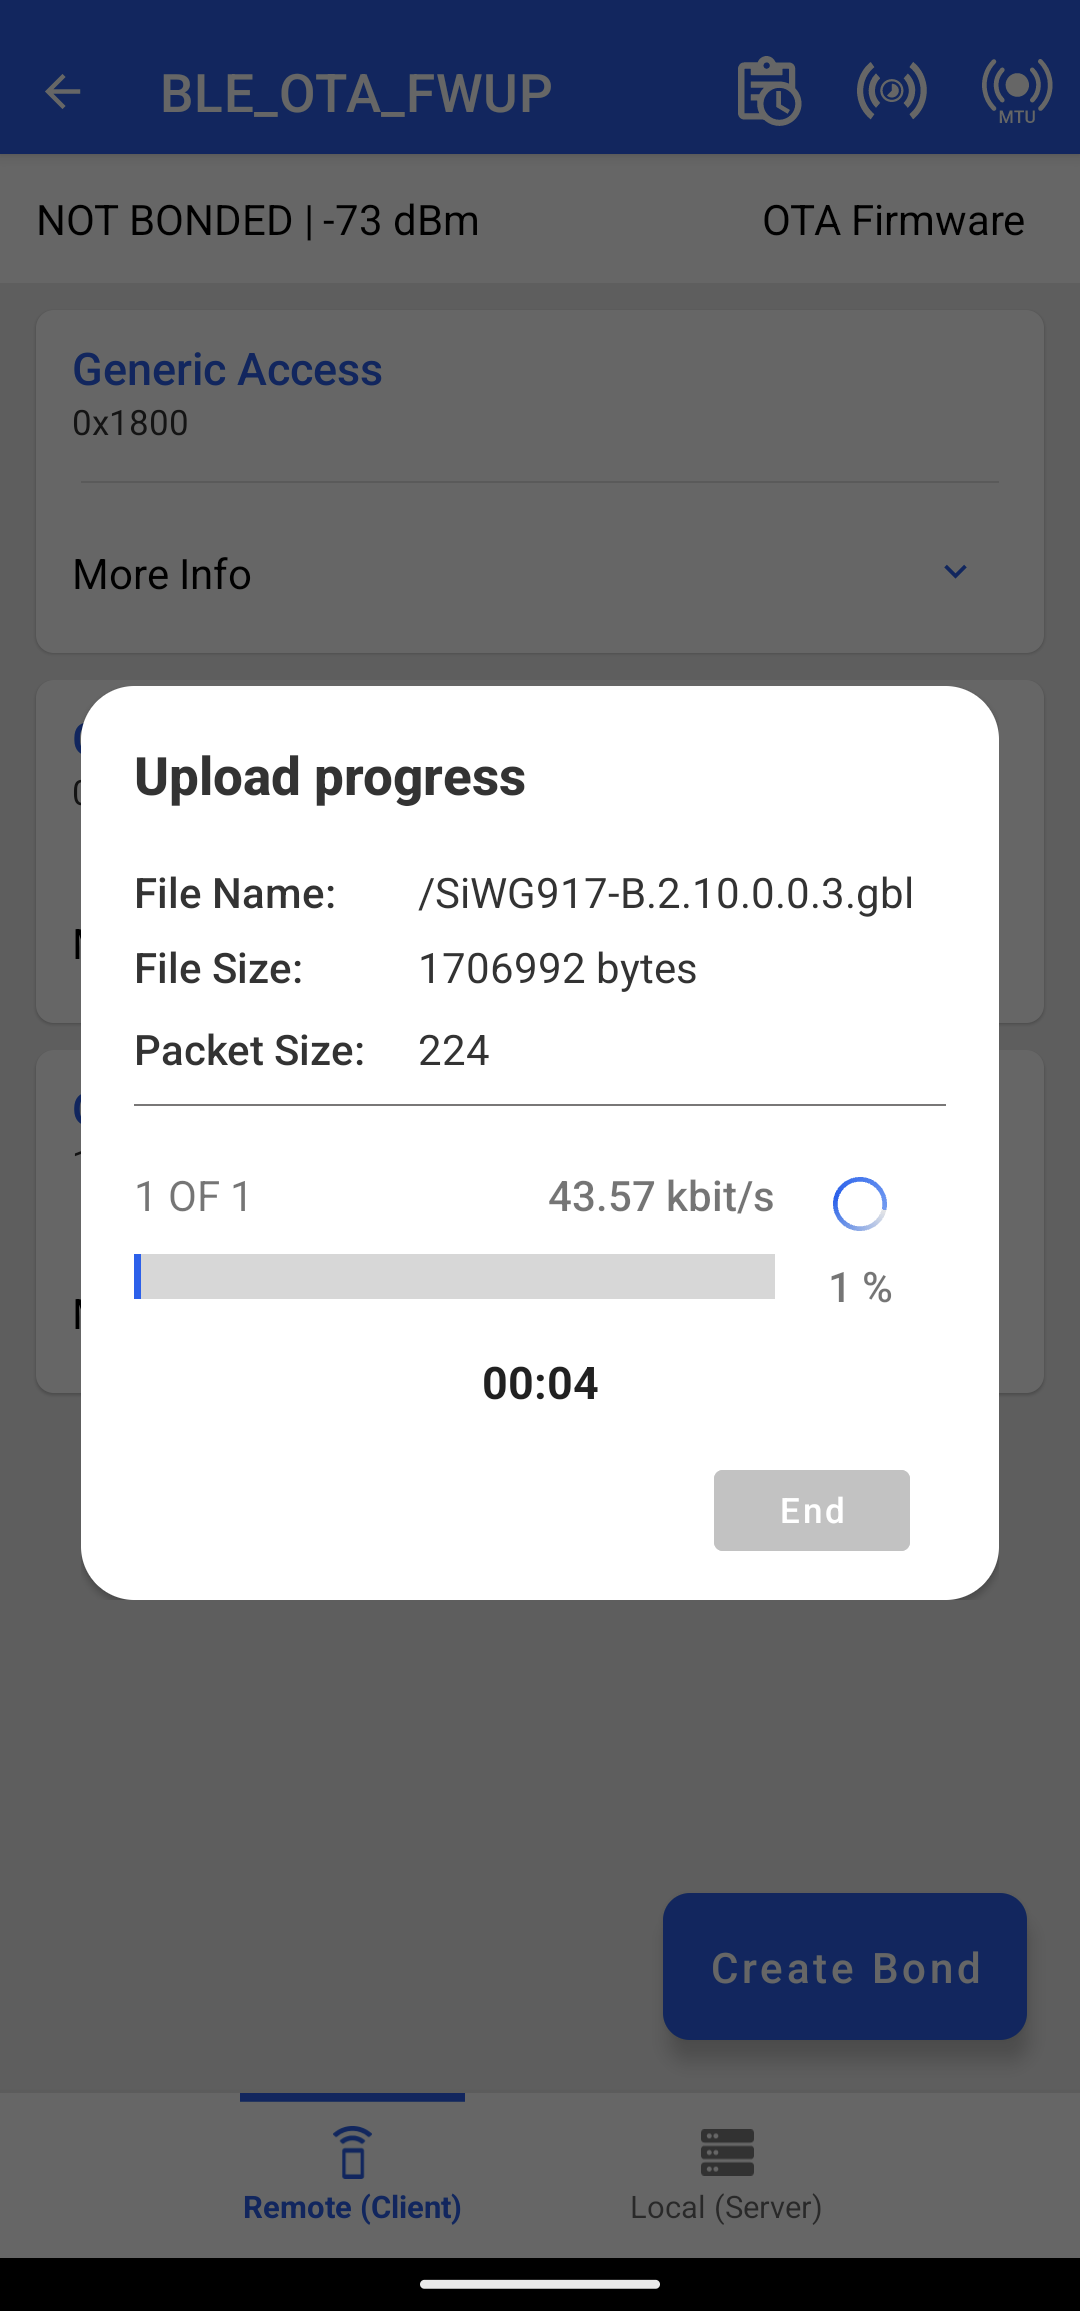 BLE_OTA_FWUP
MTU
NOT BONDED | -73 dBm
OTA Firmware
Generic Access
0x1800
More Info
Upload progress
File Name: /SiWG917-B.2.10.0.0.3.gbl
File Size: 1706992 bytes
Packet Size: 224
1 OF 1
43.57 kbit/s
1 %
00:04
End
Create Bond
Remote (Client)
Local (Server)